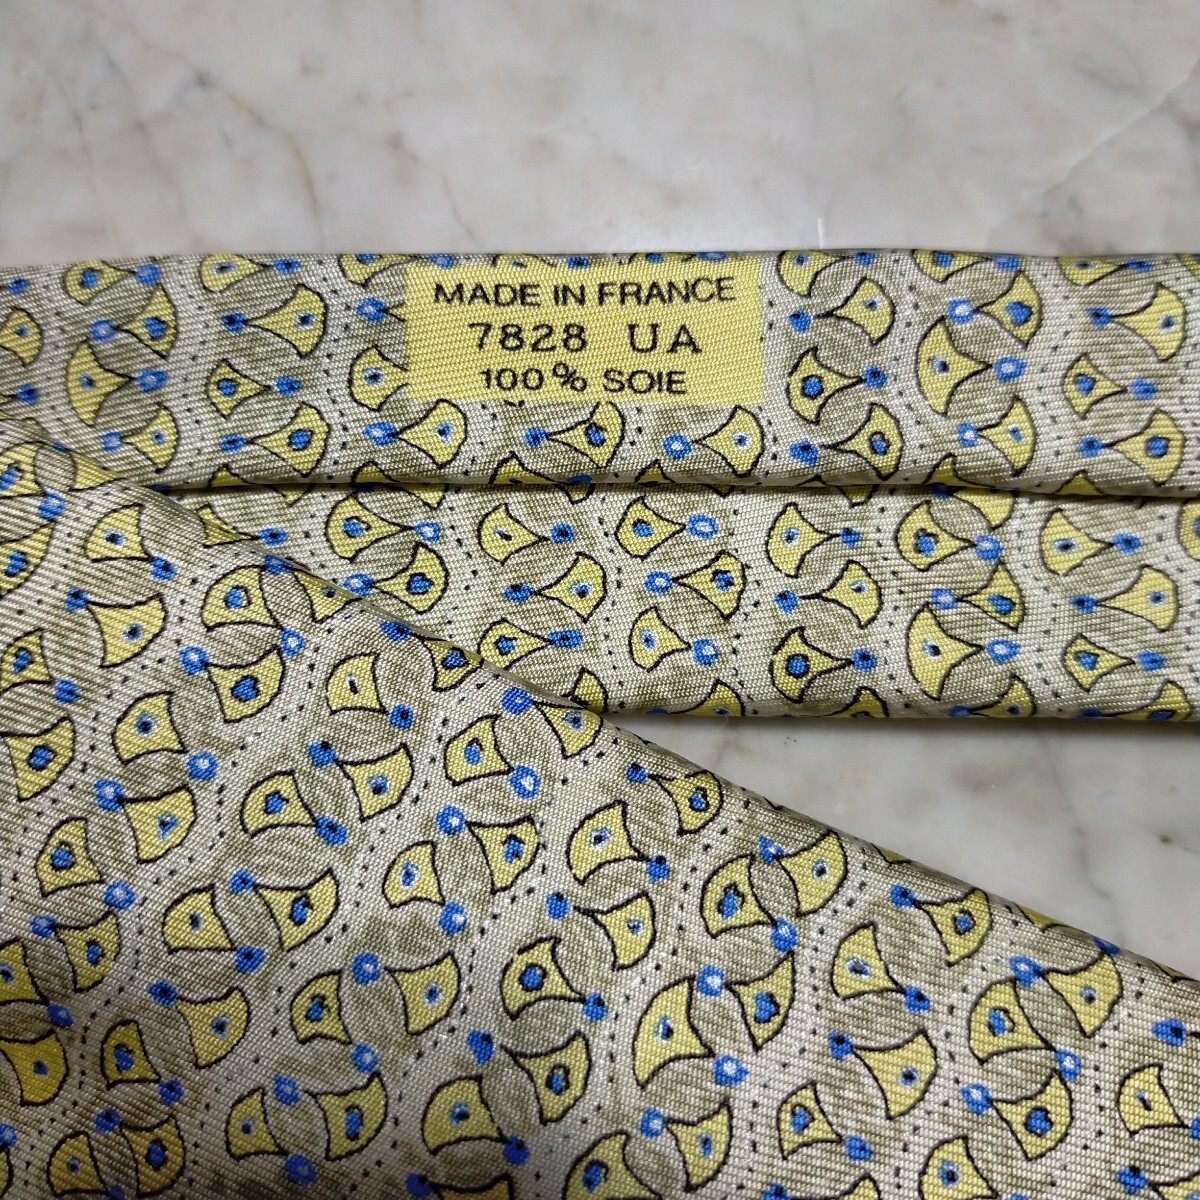 MADE IN FRANCE
7828 UA
100% SOIE